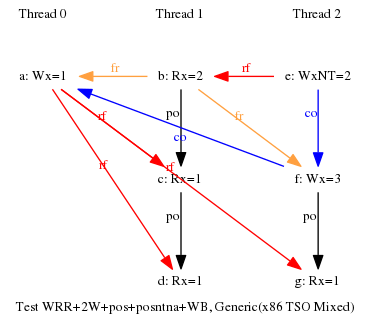 Thread 0 Thread 1 Thread 2
a: Wx=1 fr b: Rx=2 rf e: WxNT=2
rf po fr co
co
rf rf c: Rx=1 f: Wx=3
po po
d: Rx=1 g: Rx=1
Test WRR+2W+pos+posntna+WB, Generic(x86 TSO Mixed)